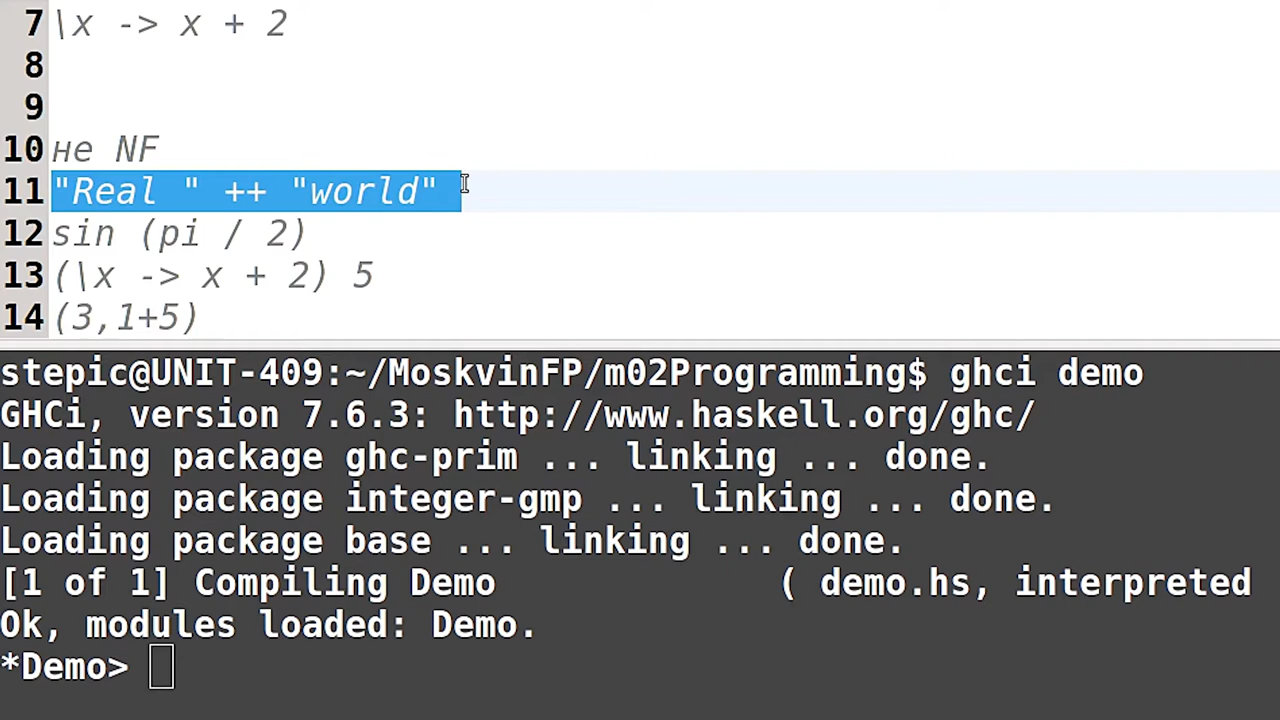 7 \x -> x + 2
8
9
10 не NF
11 "Real " ++ "world"
12 sin (pi / 2)
13 (\x -> x + 2) 5
14 (3,1+5)
stepic@UNIT-409:~/MoskvinFP/m02Programming$ ghci demo
GHCi, version 7.6.3: http://www.haskell.org/ghc/
Loading package ghc-prim ... linking ... done.
Loading package integer-gmp ... linking ... done.
Loading package base ... linking ... done.
[1 of 1] Compiling Demo ( demo.hs, interpreted
Ok, modules loaded: Demo.
*Demo>